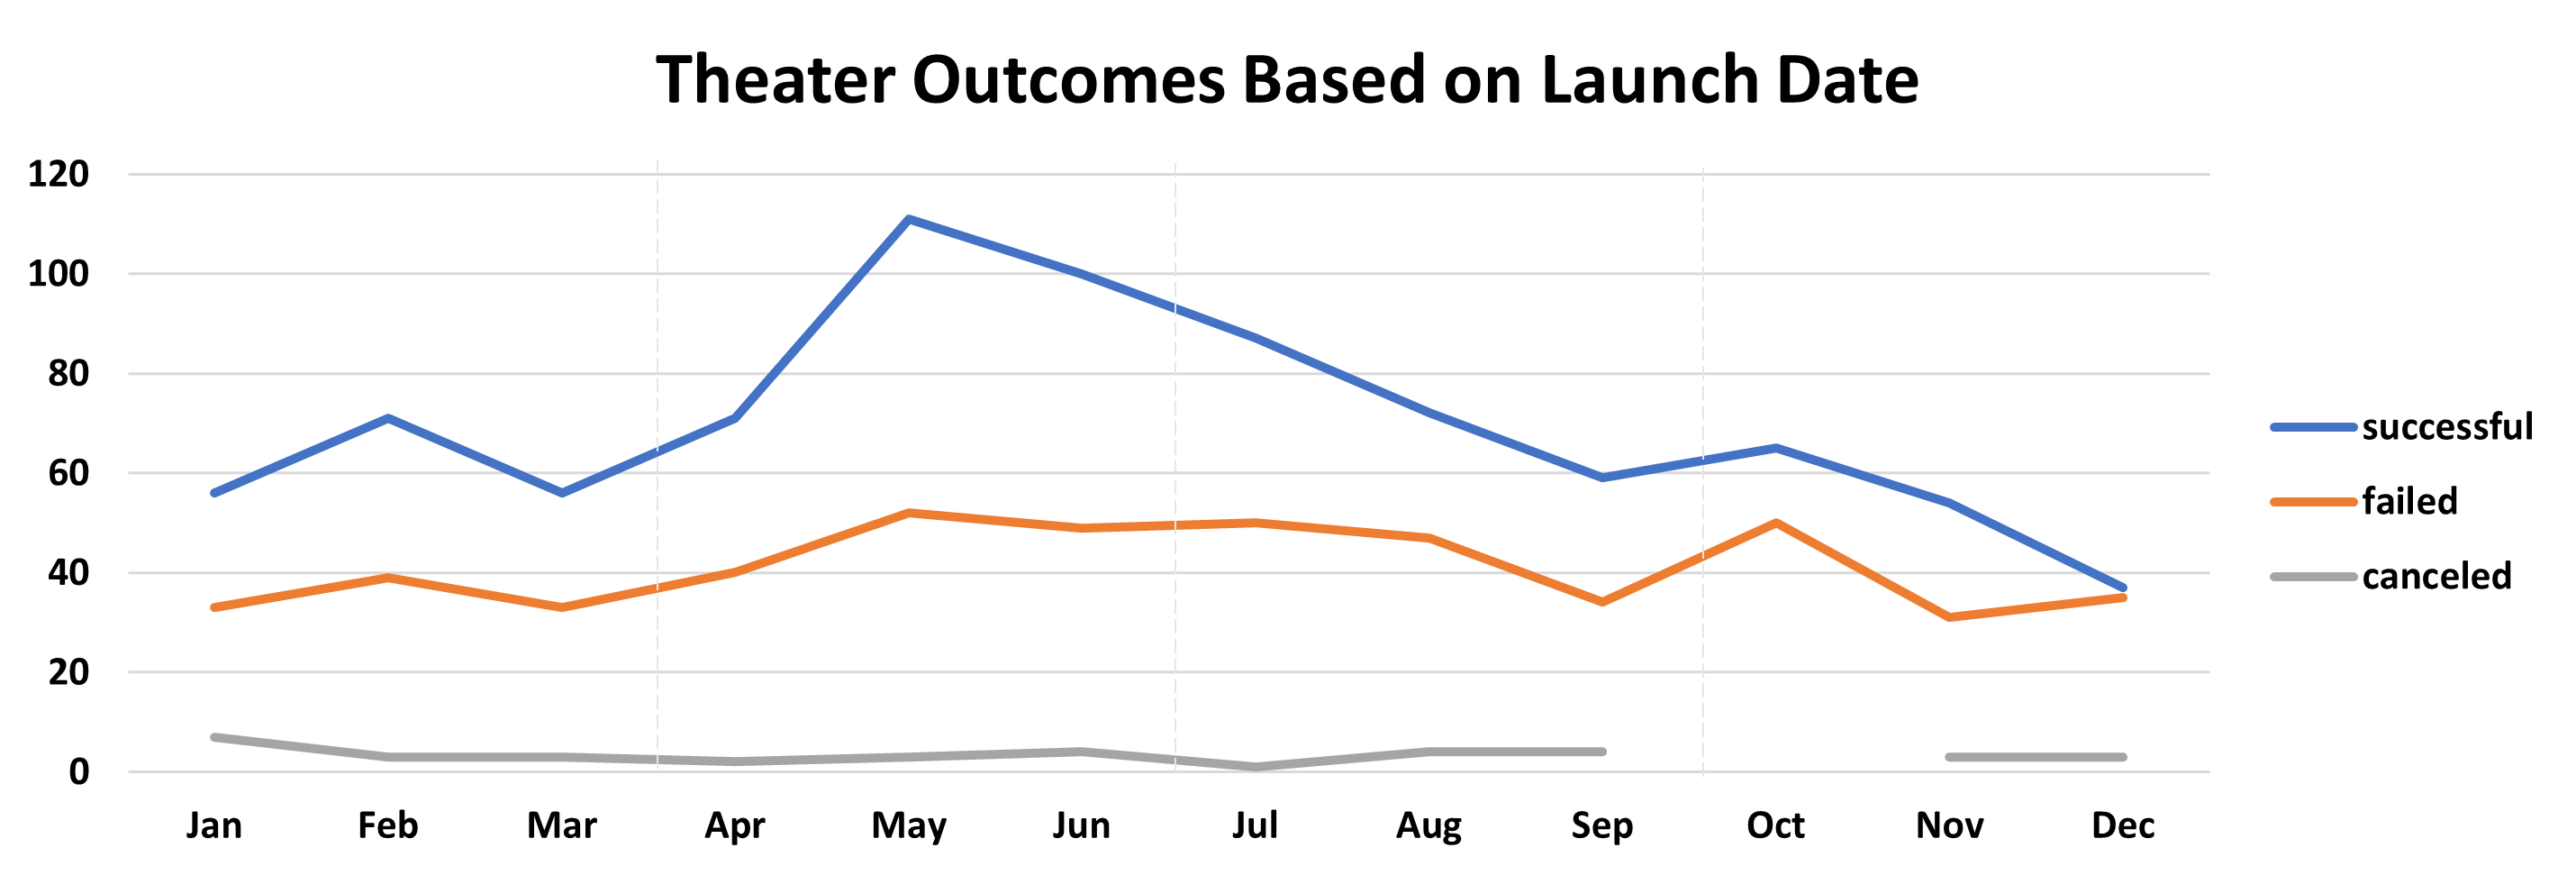 Theater Outcomes Based on Launch Date
120
100
80
60
40
20
0
Jan Feb Mar Apr May Jun Jul Aug Sep Oct Nov Dec
successful
failed
canceled